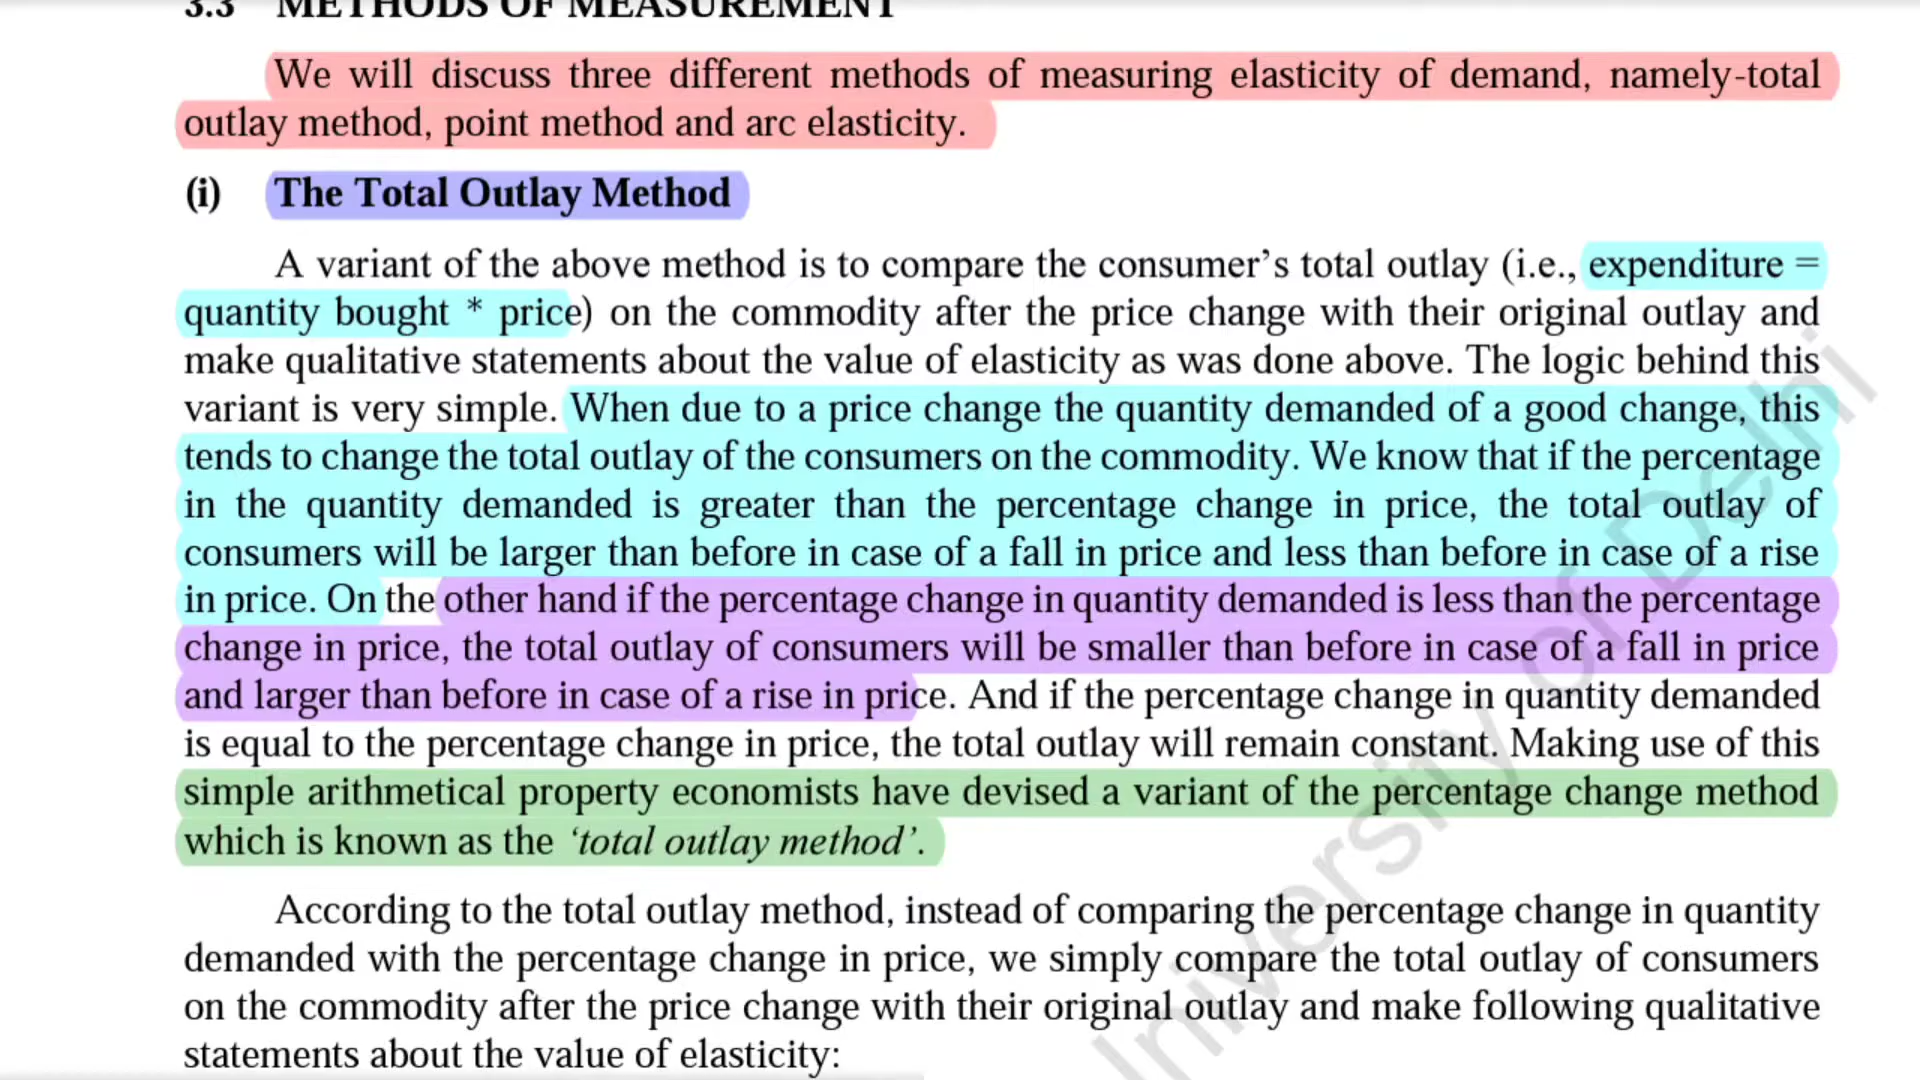 3.3 METHODS OF MEASUREMENT
We will discuss three different methods of measuring elasticity of demand, namely-total
outlay method, point method and arc elasticity.
(i) The Total Outlay Method
A variant of the above method is to compare the consumer’s total outlay (i.e., expenditure =
quantity bought * price) on the commodity after the price change with their original outlay and
make qualitative statements about the value of elasticity as was done above. The logic behind this
variant is very simple. When due to a price change the quantity demanded of a good change, this
tends to change the total outlay of the consumers on the commodity. We know that if the percentage
in the quantity demanded is greater than the percentage change in price, the total outlay of
consumers will be larger than before in case of a fall in price and less than before in case of a rise
in price. On the other hand if the percentage change in quantity demanded is less than the percentage
change in price, the total outlay of consumers will be smaller than before in case of a fall in price
and larger than before in case of a rise in price. And if the percentage change in quantity demanded
is equal to the percentage change in price, the total outlay will remain constant. Making use of this
simple arithmetical property economists have devised a variant of the percentage change method
which is known as the ‘total outlay method’.
According to the total outlay method, instead of comparing the percentage change in quantity
demanded with the percentage change in price, we simply compare the total outlay of consumers
on the commodity after the price change with their original outlay and make following qualitative
statements about the value of elasticity:
University of Delhi